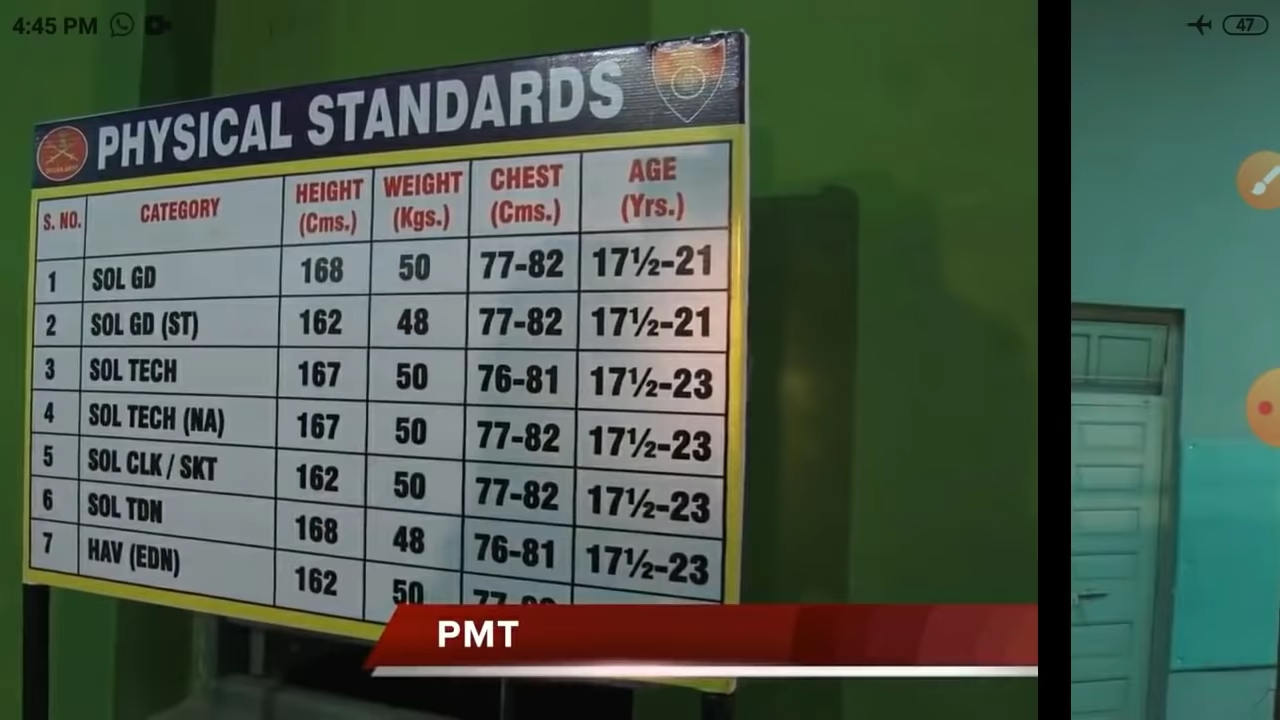 4:45 PM
47
PHYSICAL STANDARDS
S. NO. CATEGORY HEIGHT (Cms.) WEIGHT (Kgs.) CHEST (Cms.) AGE (Yrs.)
1 SOL GD 168 50 77-82 17½-21
2 SOL GD (ST) 162 48 77-82 17½-21
3 SOL TECH 167 50 76-81 17½-23
4 SOL TECH (NA) 167 50 77-82 17½-23
5 SOL CLK / SKT 162 50 77-82 17½-23
6 SOL TDN 168 48 76-81 17½-23
7 HAV (EDN) 162 50
PMT